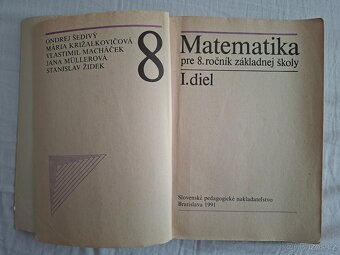 ONDREJ ŠEDIVÝ
MÁRIA KRIŽALKOVIČOVÁ
VLASTIMIL MACHÁČEK
JANA MÜLLEROVÁ
STANISLAV ŽIDEK
8
Matematika
pre 8. ročník základnej školy
I. diel
Slovenské pedagogické nakladateľstvo
Bratislava 1991